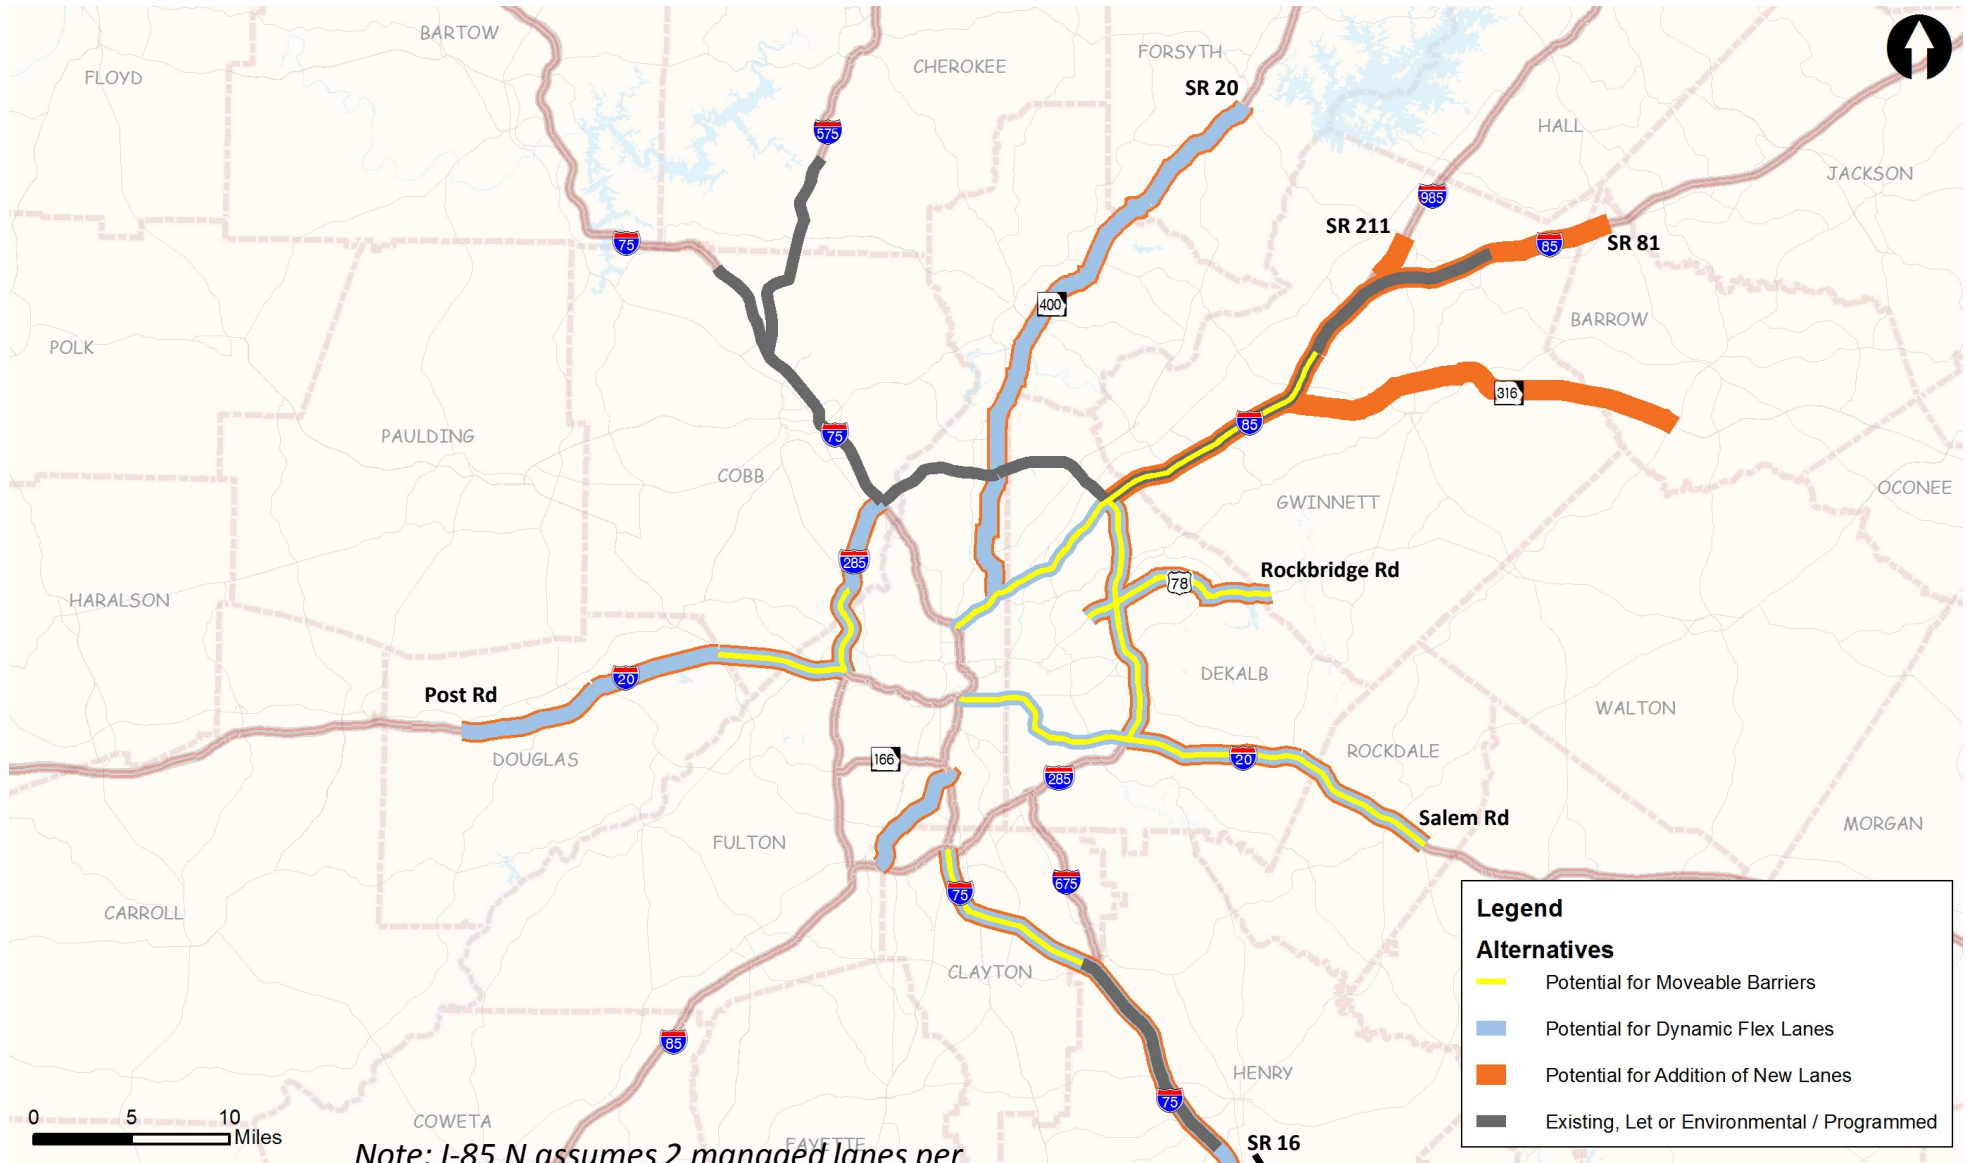 BARTOW
FLOYD
CHEROKEE
FORSYTH
SR 20
HALL
JACKSON
575
985
SR 211
SR 81
85
75
400
BARROW
POLK
316
85
75
PAULDING
COBB
GWINNETT
OCONEE
285
Rockbridge Rd
78
HARALSON
DEKALB
20
Post Rd
WALTON
ROCKDALE
DOUGLAS
166
20
285
Salem Rd
MORGAN
FULTON
75
675
CARROLL
CLAYTON
85
HENRY
75
COWETA
FAYETTE
SR 16
Legend
Alternatives
Potential for Moveable Barriers
Potential for Dynamic Flex Lanes
Potential for Addition of New Lanes
Existing, Let or Environmental / Programmed
0 5 10
Miles
Note: I-85 N assumes 2 managed lanes per